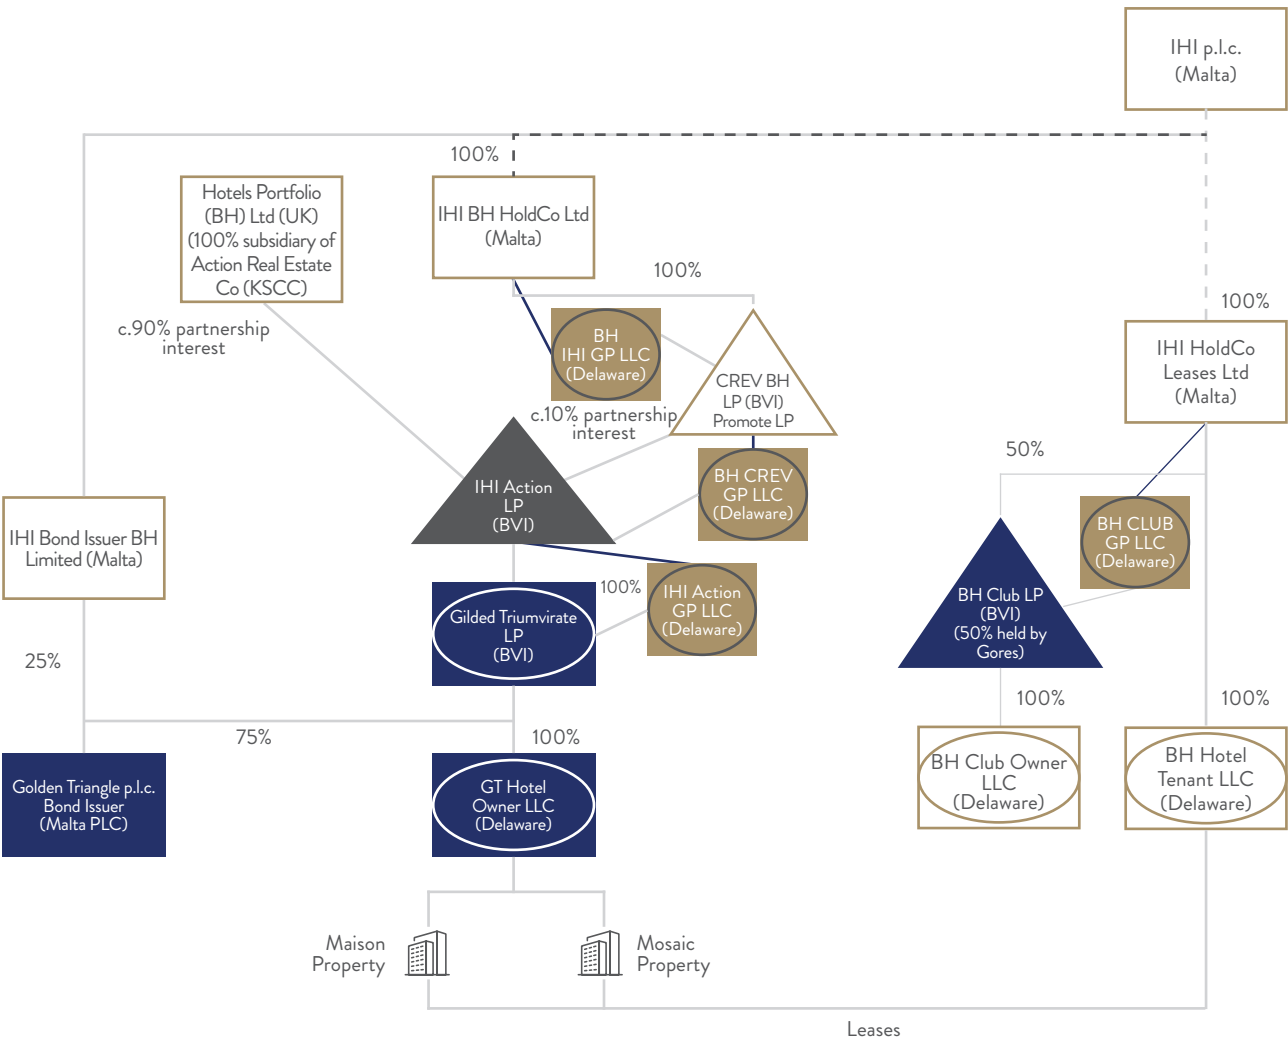 IHI p.l.c.
(Malta)
100%
Hotels Portfolio
(BH) Ltd (UK)
(100% subsidiary of
Action Real Estate
Co (KSCC)
IHI BH HoldCo Ltd
(Malta)
100%
100%
c.90% partnership
interest
BH
IHI GP LLC
(Delaware)
IHI HoldCo
Leases Ltd
(Malta)
CREV BH
LP (BVI)
Promote LP
c.10% partnership
interest
50%
IHI Action
LP
(BVI)
BH CREV
GP LLC
(Delaware)
IHI Bond Issuer BH
Limited (Malta)
BH CLUB
GP LLC
(Delaware)
100%
IHI Action
GP LLC
(Delaware)
BH Club LP
(BVI)
(50% held by
Gores)
Gilded Triumvirate
LP
(BVI)
25%
75%
100%
100%
100%
Golden Triangle p.l.c.
Bond Issuer
(Malta PLC)
GT Hotel
Owner LLC
(Delaware)
BH Club Owner
LLC
(Delaware)
BH Hotel
Tenant LLC
(Delaware)
Maison
Property
Mosaic
Property
Leases